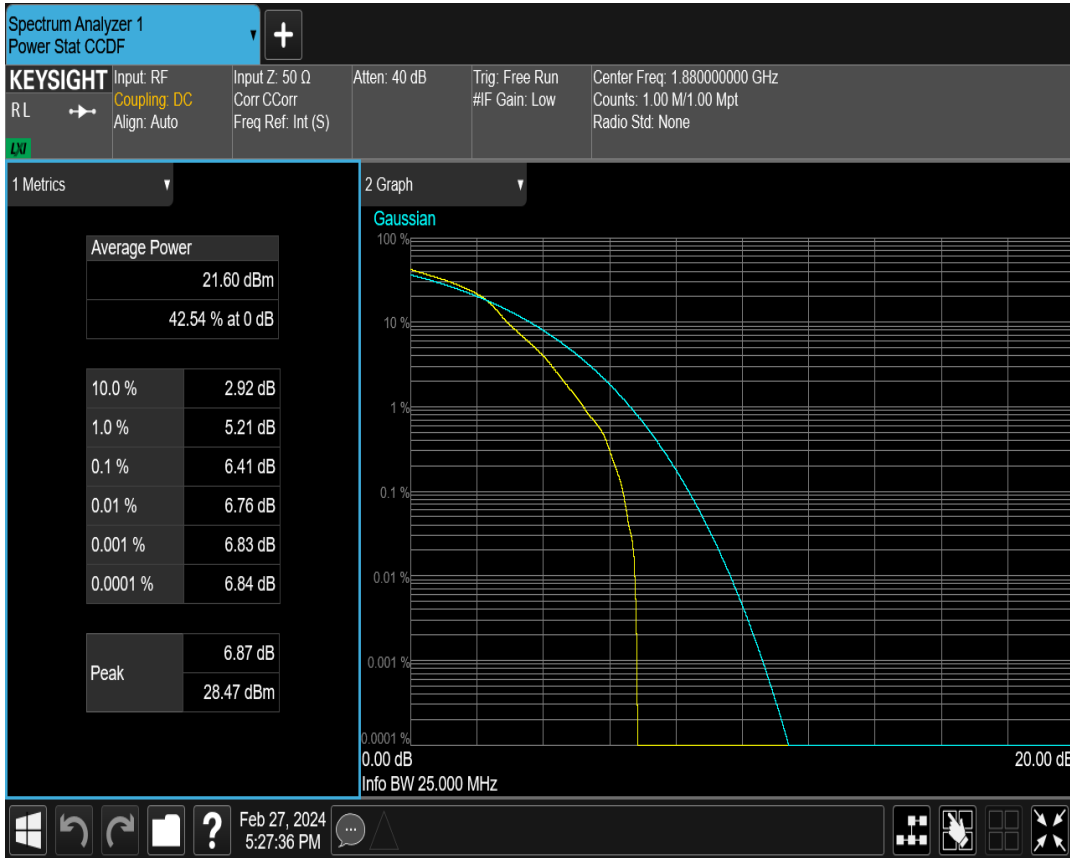 Spectrum Analyzer 1
Power Stat CCDF
KEYSIGHT
R L
LXI
Input: RF
Coupling: DC
Align: Auto
Input Z: 50 Ω
Corr CCorr
Freq Ref: Int (S)
Atten: 40 dB
Trig: Free Run
#IF Gain: Low
Center Freq: 1.880000000 GHz
Counts: 1.00 M/1.00 Mpt
Radio Std: None
1 Metrics
Average Power
21.60 dBm
42.54 % at 0 dB
10.0 % 2.92 dB
1.0 % 5.21 dB
0.1 % 6.41 dB
0.01 % 6.76 dB
0.001 % 6.83 dB
0.0001 % 6.84 dB
Peak
6.87 dB
28.47 dBm
2 Graph
Gaussian
100 %
10 %
1 %
0.1 %
0.01 %
0.001 %
0.0001 %
0.00 dB 20.00 dB
Info BW 25.000 MHz
?
Feb 27, 2024
5:27:36 PM